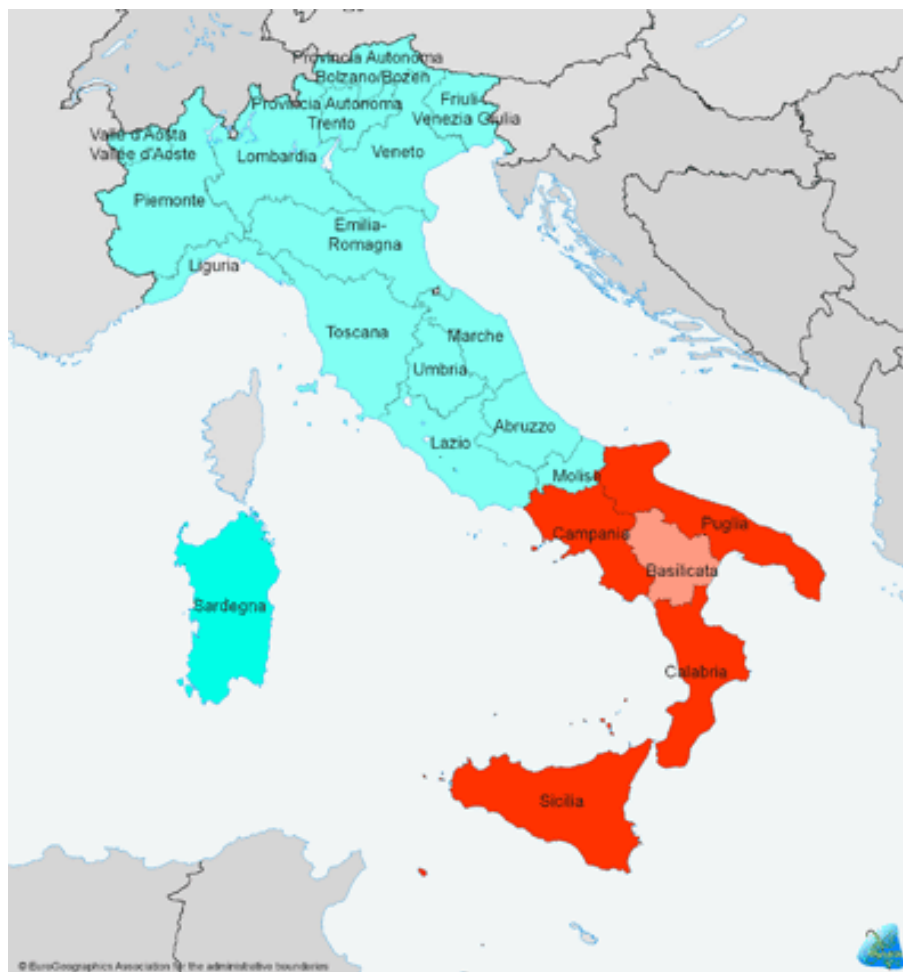 Provincia Autonoma
Bolzano/Bozen
Provincia Autonoma
Trento
Friuli-
Venezia Giulia
Valle d'Aosta
Vallée d'Aoste
Lombardia
Veneto
Piemonte
Emilia-
Romagna
Liguria
Toscana
Marche
Umbria
Abruzzo
Lazio
Molise
Campania
Puglia
Basilicata
Sardegna
Calabria
Sicilia
© EuroGeographics Association for the administrative boundaries